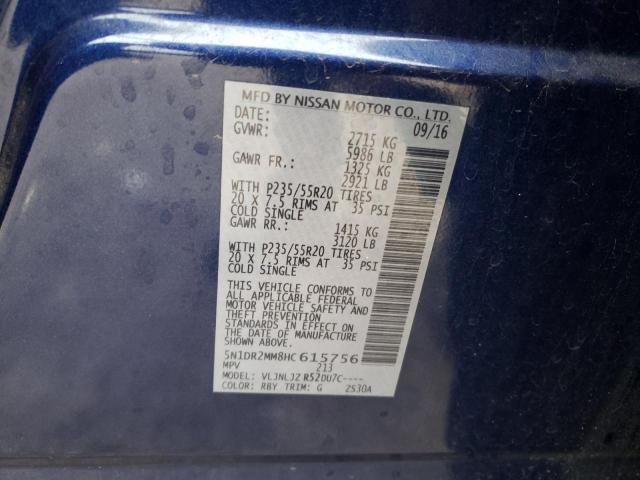 MFD BY NISSAN MOTOR CO., LTD.
DATE: 09/16
GVWR: 2715 KG
5986 LB
GAWR FR.: 1325 KG
2921 LB
WITH P235/55R20 TIRES
20 X 7.5 RIMS AT 35 PSI
COLD SINGLE
GAWR RR.: 1415 KG
3120 LB
WITH P235/55R20 TIRES
20 X 7.5 RIMS AT 35 PSI
COLD SINGLE
THIS VEHICLE CONFORMS TO
ALL APPLICABLE FEDERAL
MOTOR VEHICLE SAFETY AND
THEFT PREVENTION
STANDARDS IN EFFECT ON
THE DATE OF MANUFACTURE
SHOWN ABOVE.
5N1DR2MM8HC615756
MPV 213
MODEL: VLJNLJZ R52DU7C----
COLOR: RBY TRIM: G 2530A